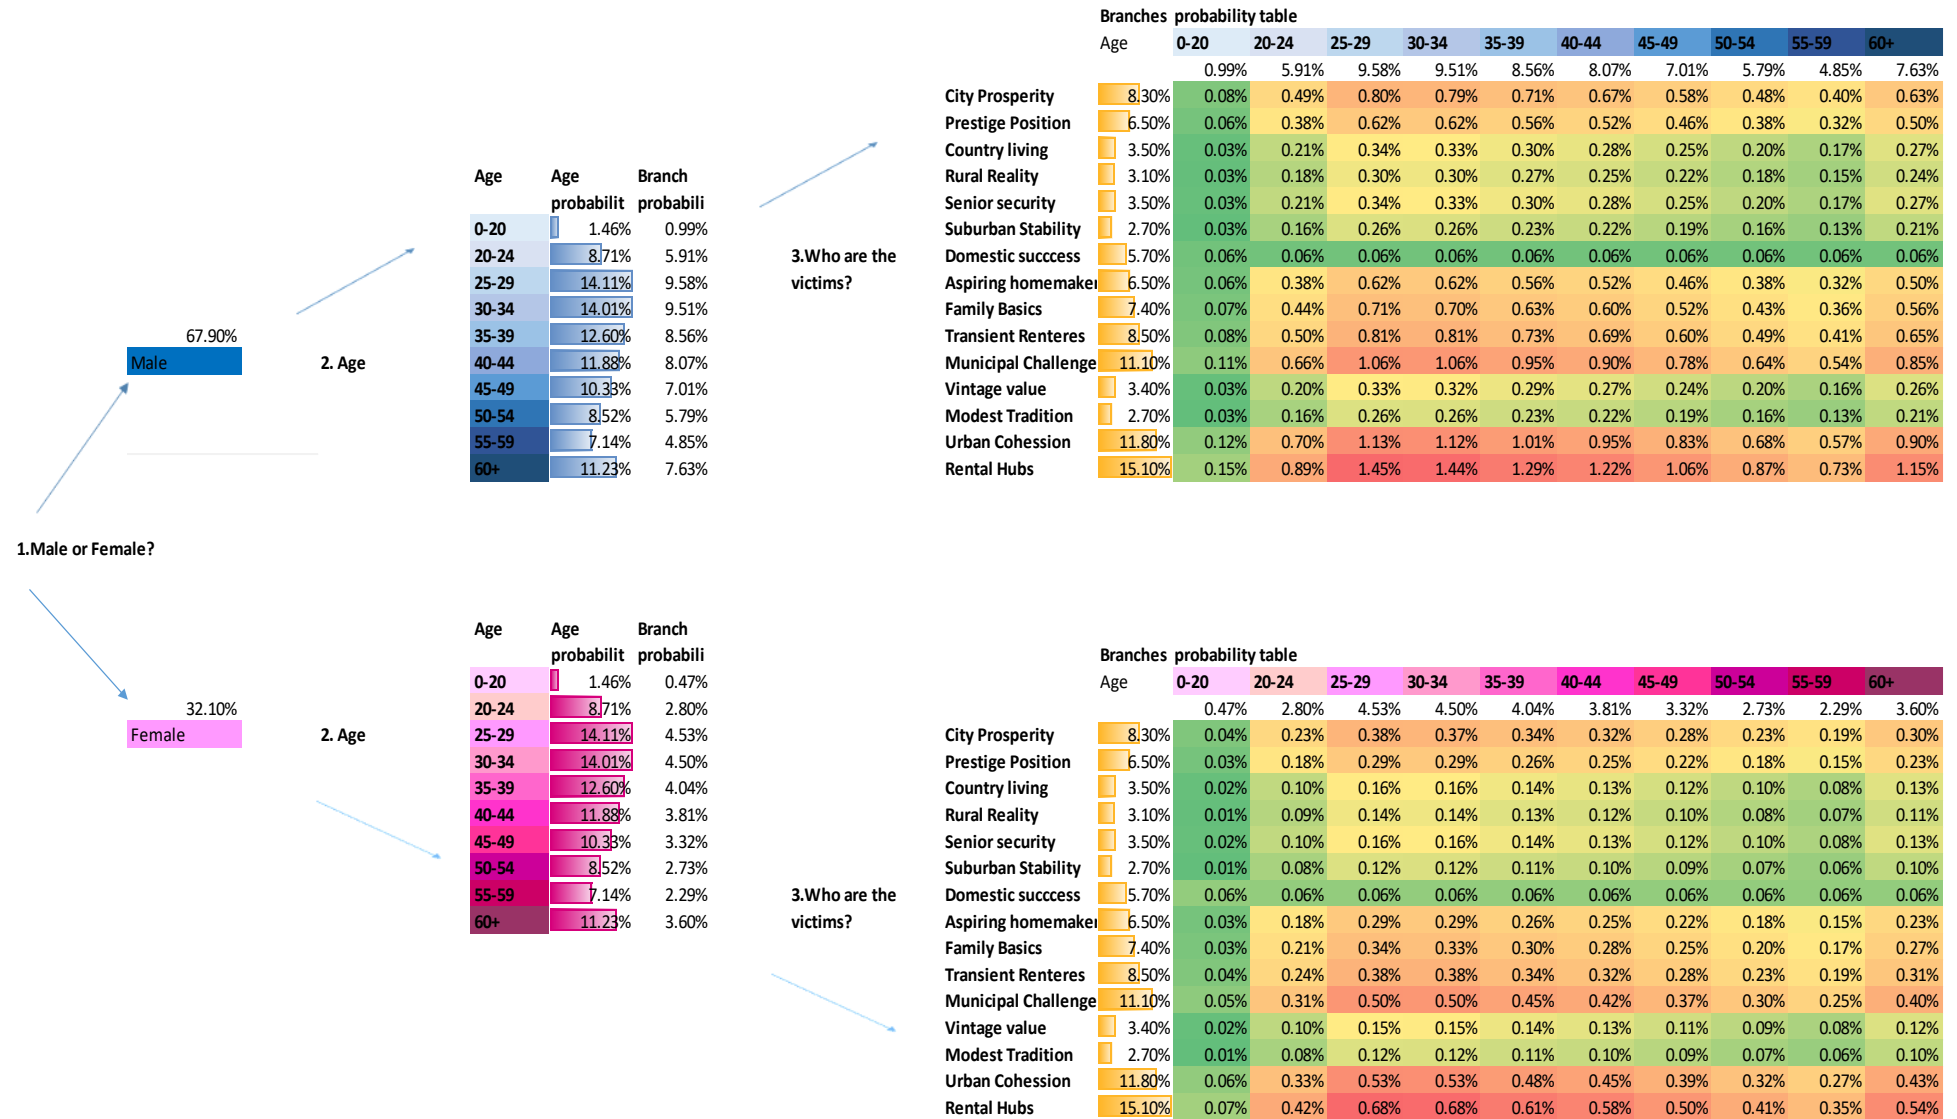 Branches probability table
Age 0-20 20-24 25-29 30-34 35-39 40-44 45-49 50-54 55-59 60+
0.99% 5.91% 9.58% 9.51% 8.56% 8.07% 7.01% 5.79% 4.85% 7.63%
City Prosperity 8.30% 0.08% 0.49% 0.80% 0.79% 0.71% 0.67% 0.58% 0.48% 0.40% 0.63%
Prestige Position 6.50% 0.06% 0.38% 0.62% 0.62% 0.56% 0.52% 0.46% 0.38% 0.32% 0.50%
Country living 3.50% 0.03% 0.21% 0.34% 0.33% 0.30% 0.28% 0.25% 0.20% 0.17% 0.27%
Rural Reality 3.10% 0.03% 0.18% 0.30% 0.30% 0.27% 0.25% 0.22% 0.18% 0.15% 0.24%
Senior security 3.50% 0.03% 0.21% 0.34% 0.33% 0.30% 0.28% 0.25% 0.20% 0.17% 0.27%
Suburban Stability 2.70% 0.03% 0.16% 0.26% 0.26% 0.23% 0.22% 0.19% 0.16% 0.13% 0.21%
Domestic succcess 5.70% 0.06% 0.06% 0.06% 0.06% 0.06% 0.06% 0.06% 0.06% 0.06% 0.06%
Aspiring homemaker 6.50% 0.06% 0.38% 0.62% 0.62% 0.56% 0.52% 0.46% 0.38% 0.32% 0.50%
Family Basics 7.40% 0.07% 0.44% 0.71% 0.70% 0.63% 0.60% 0.52% 0.43% 0.36% 0.56%
Transient Renteres 8.50% 0.08% 0.50% 0.81% 0.81% 0.73% 0.69% 0.60% 0.49% 0.41% 0.65%
Municipal Challenge 11.10% 0.11% 0.66% 1.06% 1.06% 0.95% 0.90% 0.78% 0.64% 0.54% 0.85%
Vintage value 3.40% 0.03% 0.20% 0.33% 0.32% 0.29% 0.27% 0.24% 0.20% 0.16% 0.26%
Modest Tradition 2.70% 0.03% 0.16% 0.26% 0.26% 0.23% 0.22% 0.19% 0.16% 0.13% 0.21%
Urban Cohession 11.80% 0.12% 0.70% 1.13% 1.12% 1.01% 0.95% 0.83% 0.68% 0.57% 0.90%
Rental Hubs 15.10% 0.15% 0.89% 1.45% 1.44% 1.29% 1.22% 1.06% 0.87% 0.73% 1.15%
Age Age Branch
probabilit probabili
0-20 1.46% 0.99%
20-24 8.71% 5.91%
25-29 14.11% 9.58%
30-34 14.01% 9.51%
35-39 12.60% 8.56%
40-44 11.88% 8.07%
45-49 10.33% 7.01%
50-54 8.52% 5.79%
55-59 7.14% 4.85%
60+ 11.23% 7.63%
3.Who are the
victims?
67.90%
Male
2. Age
1.Male or Female?
32.10%
Female
2. Age
Age Age Branch
probabilit probabili
0-20 1.46% 0.47%
20-24 8.71% 2.80%
25-29 14.11% 4.53%
30-34 14.01% 4.50%
35-39 12.60% 4.04%
40-44 11.88% 3.81%
45-49 10.33% 3.32%
50-54 8.52% 2.73%
55-59 7.14% 2.29%
60+ 11.23% 3.60%
3.Who are the
victims?
Branches probability table
Age 0-20 20-24 25-29 30-34 35-39 40-44 45-49 50-54 55-59 60+
0.47% 2.80% 4.53% 4.50% 4.04% 3.81% 3.32% 2.73% 2.29% 3.60%
City Prosperity 8.30% 0.04% 0.23% 0.38% 0.37% 0.34% 0.32% 0.28% 0.23% 0.19% 0.30%
Prestige Position 6.50% 0.03% 0.18% 0.29% 0.29% 0.26% 0.25% 0.22% 0.18% 0.15% 0.23%
Country living 3.50% 0.02% 0.10% 0.16% 0.16% 0.14% 0.13% 0.12% 0.10% 0.08% 0.13%
Rural Reality 3.10% 0.01% 0.09% 0.14% 0.14% 0.13% 0.12% 0.10% 0.08% 0.07% 0.11%
Senior security 3.50% 0.02% 0.10% 0.16% 0.16% 0.14% 0.13% 0.12% 0.10% 0.08% 0.13%
Suburban Stability 2.70% 0.01% 0.08% 0.12% 0.12% 0.11% 0.10% 0.09% 0.07% 0.06% 0.10%
Domestic succcess 5.70% 0.06% 0.06% 0.06% 0.06% 0.06% 0.06% 0.06% 0.06% 0.06% 0.06%
Aspiring homemaker 6.50% 0.03% 0.18% 0.29% 0.29% 0.26% 0.25% 0.22% 0.18% 0.15% 0.23%
Family Basics 7.40% 0.03% 0.21% 0.34% 0.33% 0.30% 0.28% 0.25% 0.20% 0.17% 0.27%
Transient Renteres 8.50% 0.04% 0.24% 0.38% 0.38% 0.34% 0.32% 0.28% 0.23% 0.19% 0.31%
Municipal Challenge 11.10% 0.05% 0.31% 0.50% 0.50% 0.45% 0.42% 0.37% 0.30% 0.25% 0.40%
Vintage value 3.40% 0.02% 0.10% 0.15% 0.15% 0.14% 0.13% 0.11% 0.09% 0.08% 0.12%
Modest Tradition 2.70% 0.01% 0.08% 0.12% 0.12% 0.11% 0.10% 0.09% 0.07% 0.06% 0.10%
Urban Cohession 11.80% 0.06% 0.33% 0.53% 0.53% 0.48% 0.45% 0.39% 0.32% 0.27% 0.43%
Rental Hubs 15.10% 0.07% 0.42% 0.68% 0.68% 0.61% 0.58% 0.50% 0.41% 0.35% 0.54%